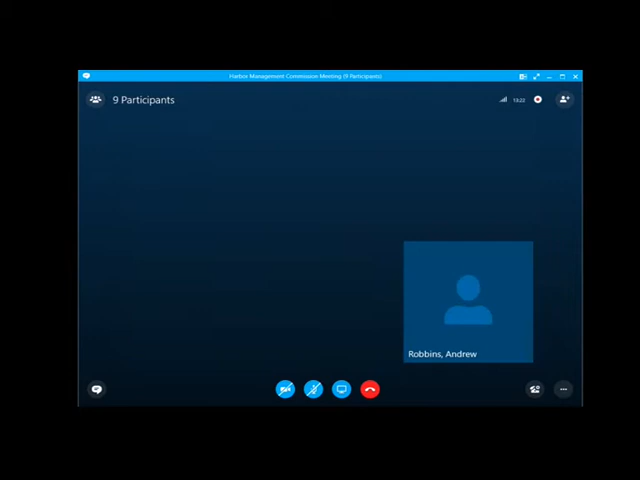 Harbor Management Commission Meeting (9 Participants)
9 Participants
13:22
Robbins, Andrew